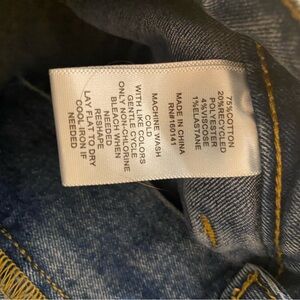 75%COTTON
20%RECYCLED
POLYESTER
4%VISCOSE
1%ELASTANE
MADE IN CHINA
RN#160141
MACHINE WASH
COLD
WITH LIKE COLORS
GENTLE CYCLE
ONLY NON-CHLORINE
BLEACH WHEN
NEEDED
RESHAPE
LAY FLAT TO DRY
COOL IRON IF
NEEDED